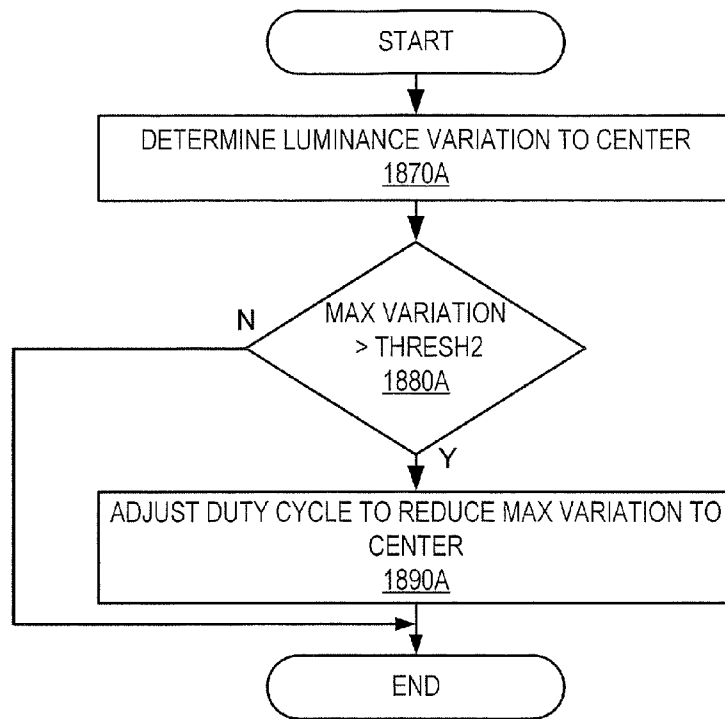 START
DETERMINE LUMINANCE VARIATION TO CENTER
1870A
MAX VARIATION
> THRESH2
1880A
N
Y
ADJUST DUTY CYCLE TO REDUCE MAX VARIATION TO
CENTER
1890A
END